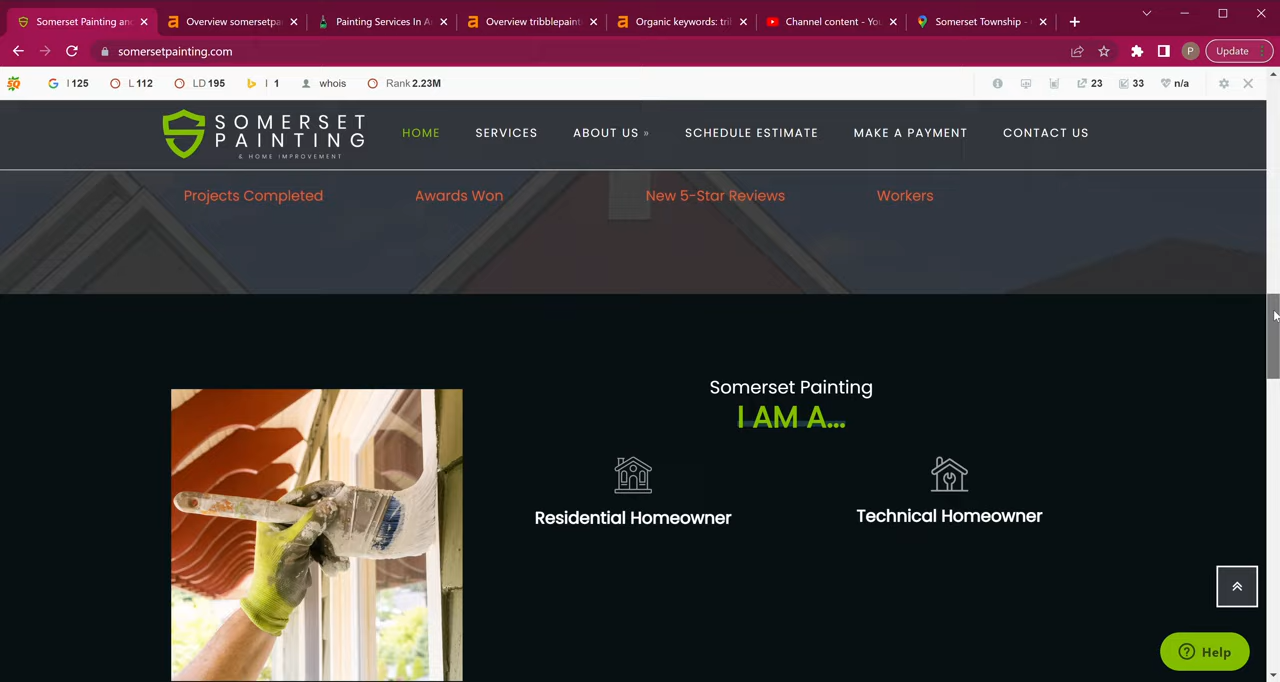 Somerset Painting and
Overview somersetpai
Painting Services In A
Overview tribblepaint
Organic keywords: tri
Channel content - You
Somerset Township -
somersetpainting.com
P
Update
SQ
I 125
L 112
LD 195
I 1
whois
Rank 2.23M
23
33
n/a
SOMERSET
PAINTING
& HOME IMPROVEMENT
HOME
SERVICES
ABOUT US »
SCHEDULE ESTIMATE
MAKE A PAYMENT
CONTACT US
Projects Completed
Awards Won
New 5-Star Reviews
Workers
Somerset Painting
I AM A...
Residential Homeowner
Technical Homeowner
Help